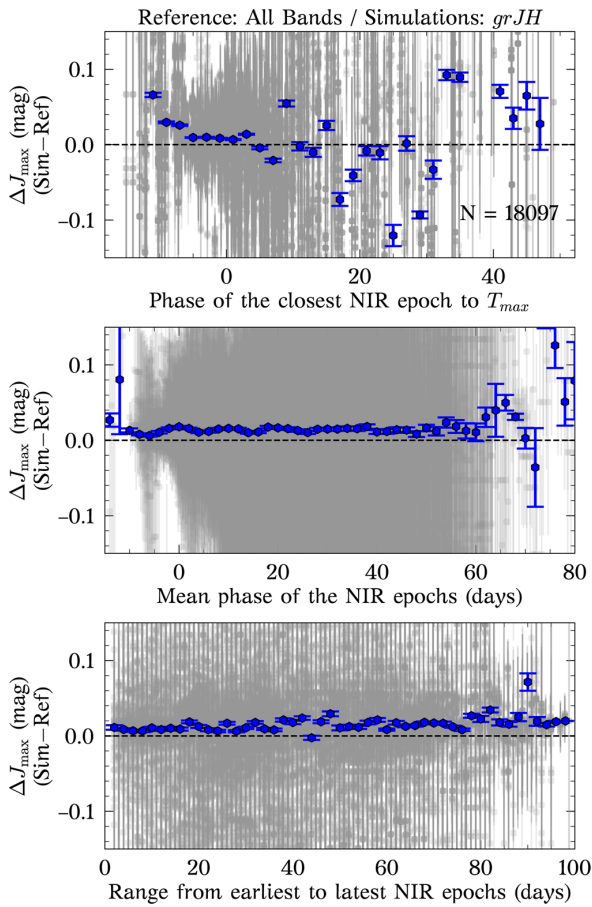 Reference: All Bands / Simulations: grJH
ΔJmax (mag)
(Sim−Ref)
0.1
0.0
−0.1
N = 18097
0 20 40
Phase of the closest NIR epoch to Tmax
ΔJmax (mag)
(Sim−Ref)
0.1
0.0
−0.1
0 20 40 60 80
Mean phase of the NIR epochs (days)
ΔJmax (mag)
(Sim−Ref)
0.1
0.0
−0.1
0 20 40 60 80 100
Range from earliest to latest NIR epochs (days)